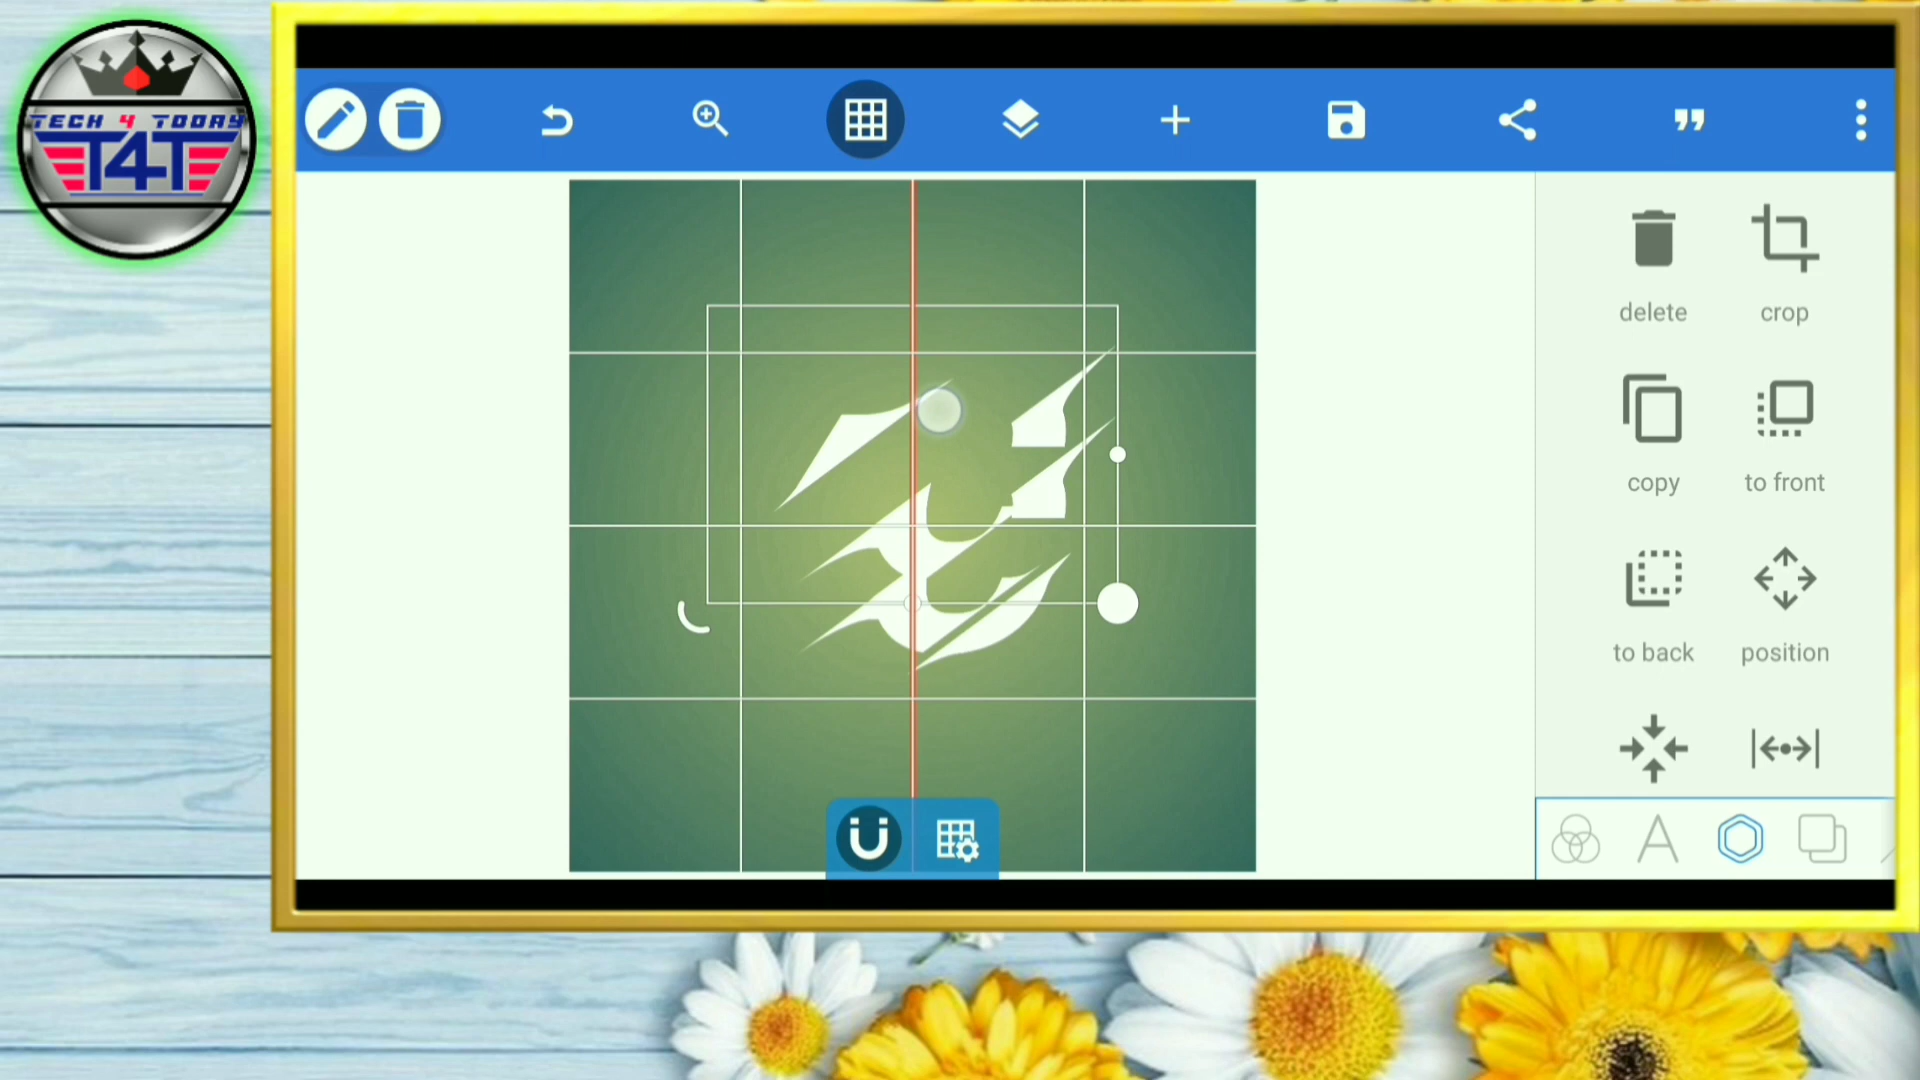 TECH 4 TODAY
T4T
delete crop
copy to front
to back position